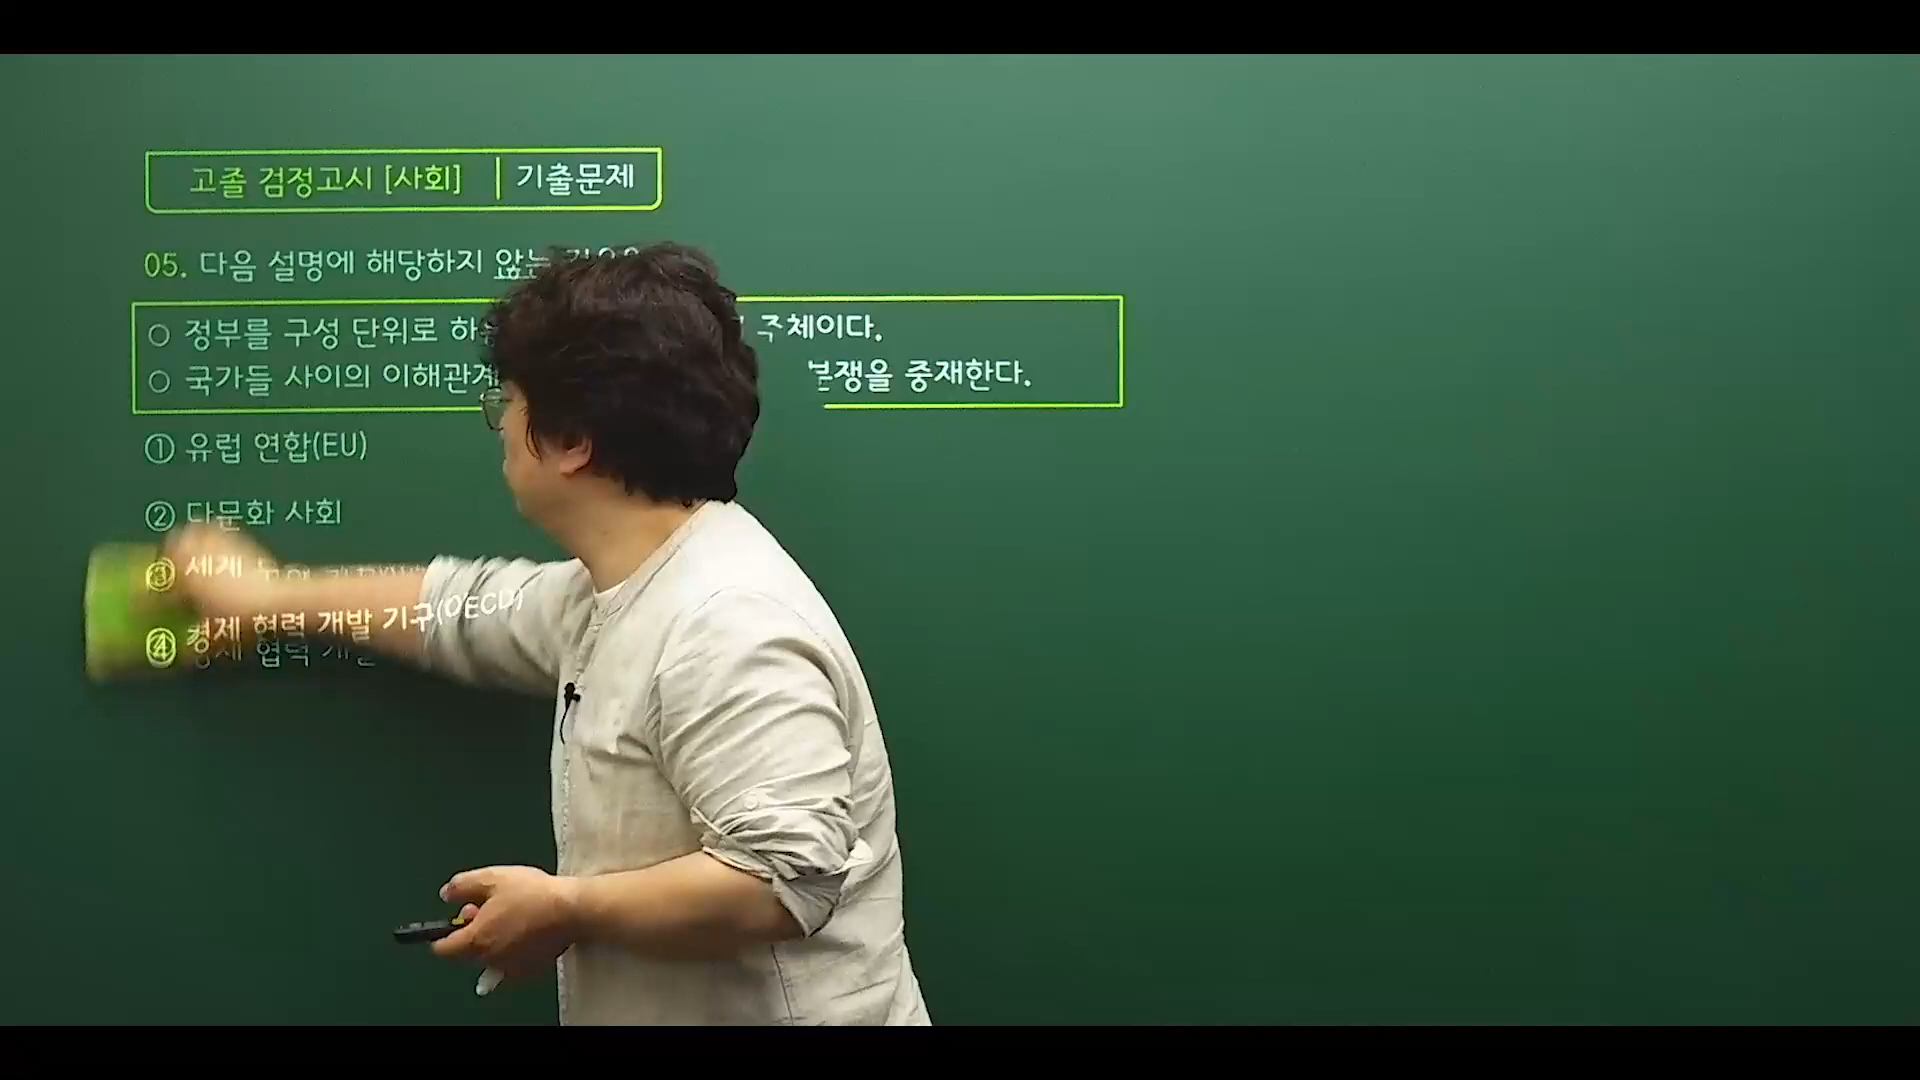 고졸 검정고시 [사회] 기출문제
05. 다음 설명에 해당하지 않는
○ 정부를 구성 단위로 주체이다.
○ 국가들 사이의 이해관계 분쟁을 중재한다.
① 유럽 연합(EU)
② 다문화 사회
③ 세계
④ 경제 협력 개발 기구(OECD)